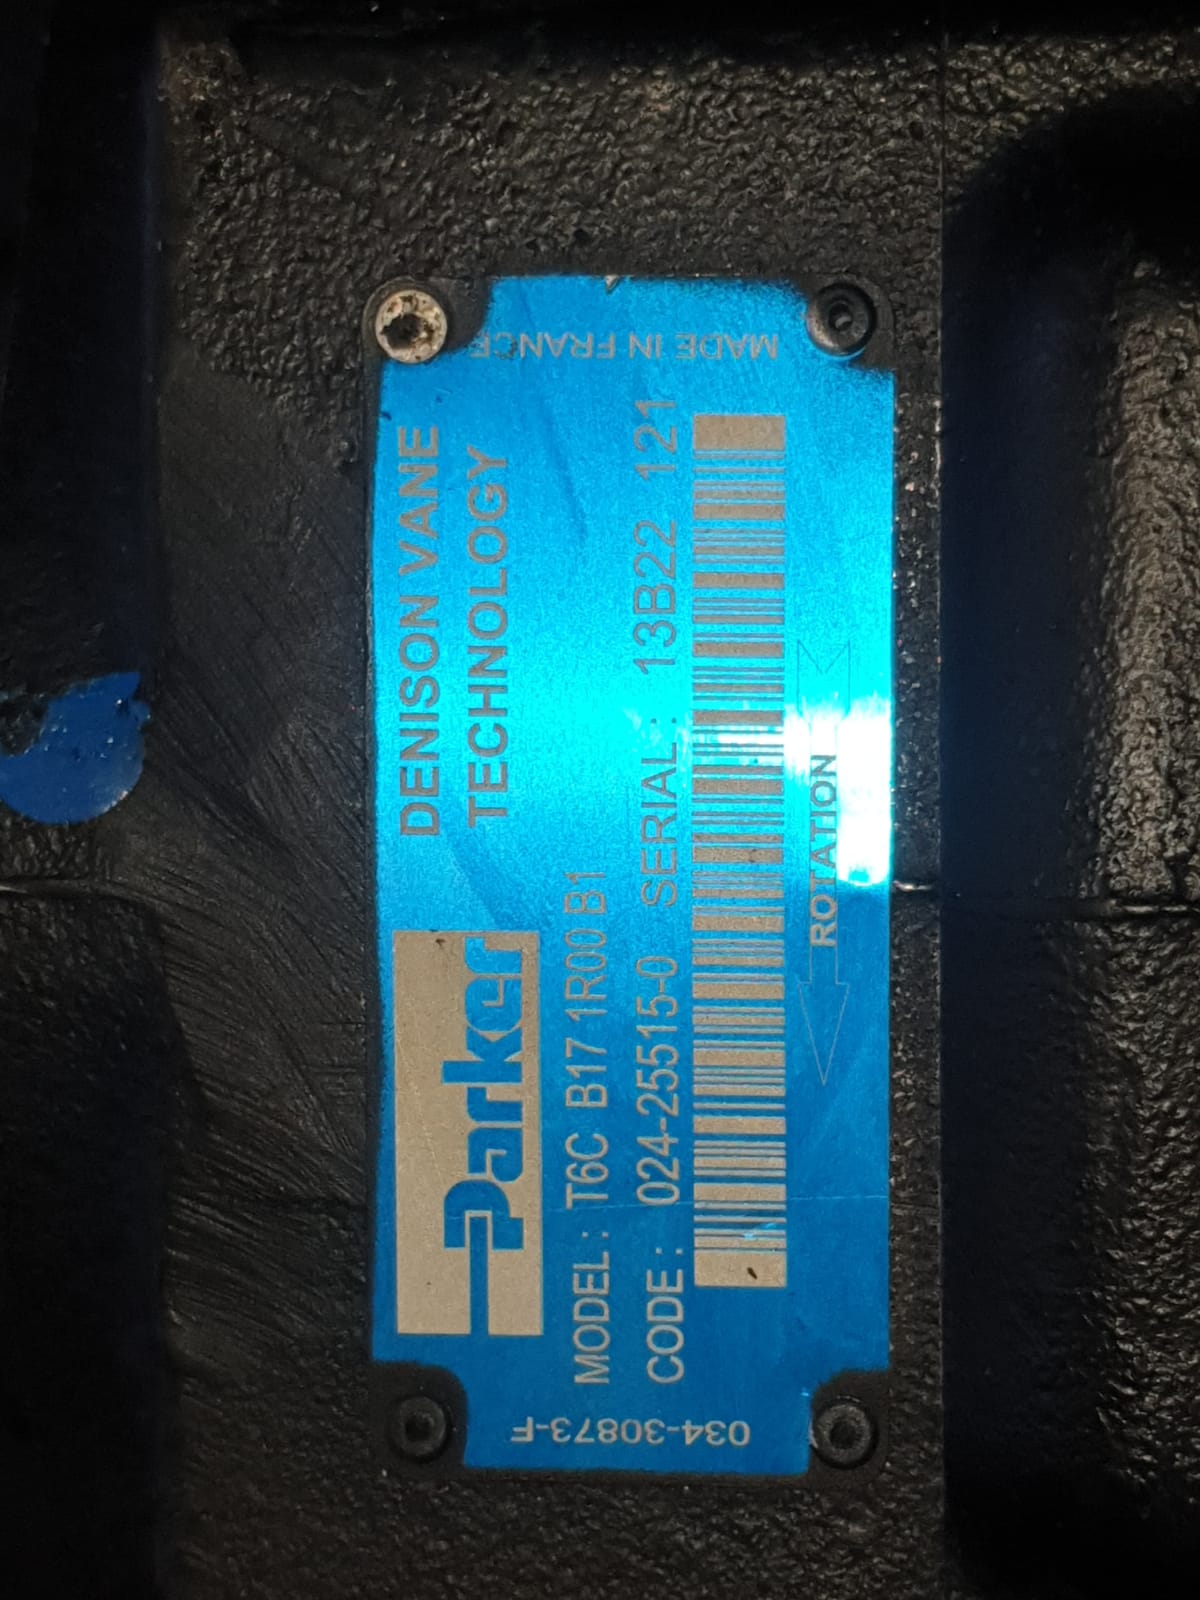 Parker
DENISON VANE
TECHNOLOGY
MODEL : T6C B17 1R00 B1
CODE : 024-25515-0 SERIAL : 13B22 121
ROTATION
034-30873-F
MADE IN FRANCE